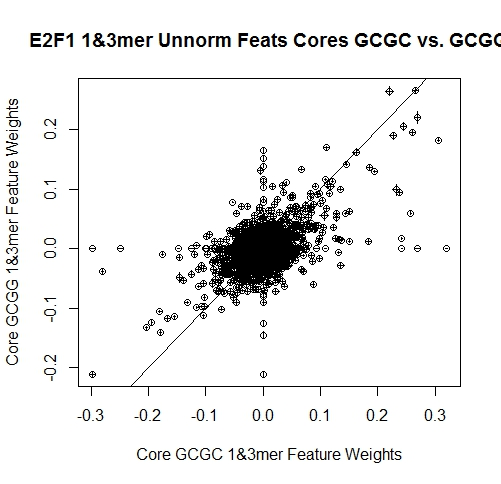 E2F1 1&3mer Unnorm Feats Cores GCGC vs. GCGG
Core GCGG 1&3mer Feature Weights
0.2
0.1
0.0
-0.1
-0.2
-0.3 -0.2 -0.1 0.0 0.1 0.2 0.3
Core GCGC 1&3mer Feature Weights